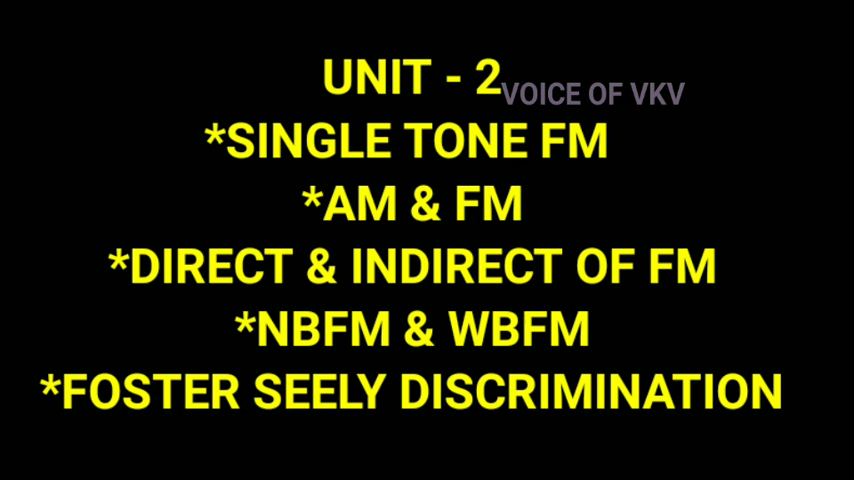 UNIT - 2
VOICE OF VKV
*SINGLE TONE FM
*AM & FM
*DIRECT & INDIRECT OF FM
*NBFM & WBFM
*FOSTER SEELY DISCRIMINATION